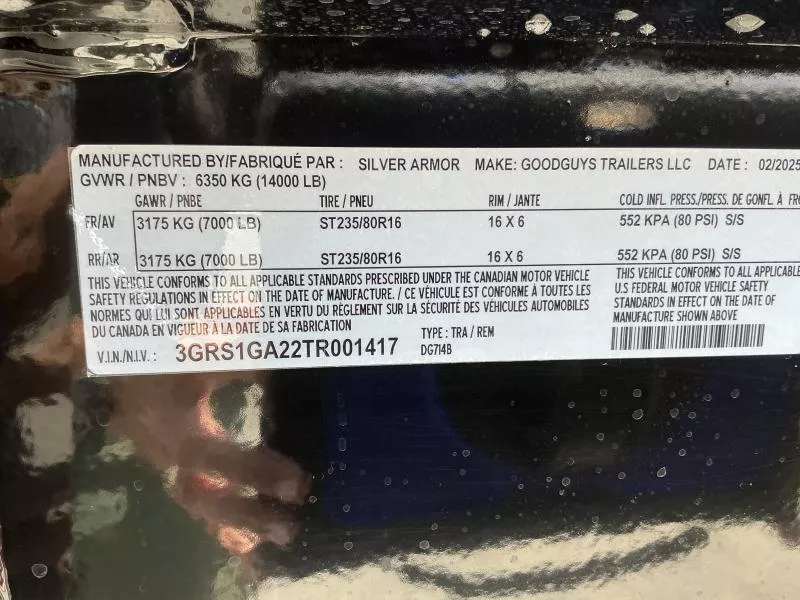 MANUFACTURED BY/FABRIQUÉ PAR : SILVER ARMOR MAKE: GOODGUYS TRAILERS LLC DATE : 02/2025
GVWR / PNBV : 6350 KG (14000 LB)
GAWR / PNBE TIRE / PNEU RIM / JANTE COLD INFL. PRESS./PRESS. DE GONFL. À
FR/AV 3175 KG (7000 LB) ST235/80R16 16 X 6 552 KPA (80 PSI) S/S
RR/AR 3175 KG (7000 LB) ST235/80R16 16 X 6 552 KPA (80 PSI) S/S
THIS VEHICLE CONFORMS TO ALL APPLICABLE STANDARDS PRESCRIBED UNDER THE CANADIAN MOTOR VEHICLE
SAFETY REGULATIONS IN EFFECT ON THE DATE OF MANUFACTURE. / CE VÉHICULE EST CONFORME À TOUTES LES
NORMES QUI LUI SONT APPLICABLES EN VERTU DU RÉGLEMENT SUR LA SÉCURITÉ DES VÉHICULES AUTOMOBILES
DU CANADA EN VIGUEUR À LA DATE DE SA FABRICATION
THIS VEHICLE CONFORMS TO ALL APPLICABLE
U.S FEDERAL MOTOR VEHICLE SAFETY
STANDARDS IN EFFECT ON THE DATE OF
MANUFACTURE SHOWN ABOVE
V.I.N./N.I.V. : 3GRS1GA22TR001417
TYPE : TRA / REM
DG714B